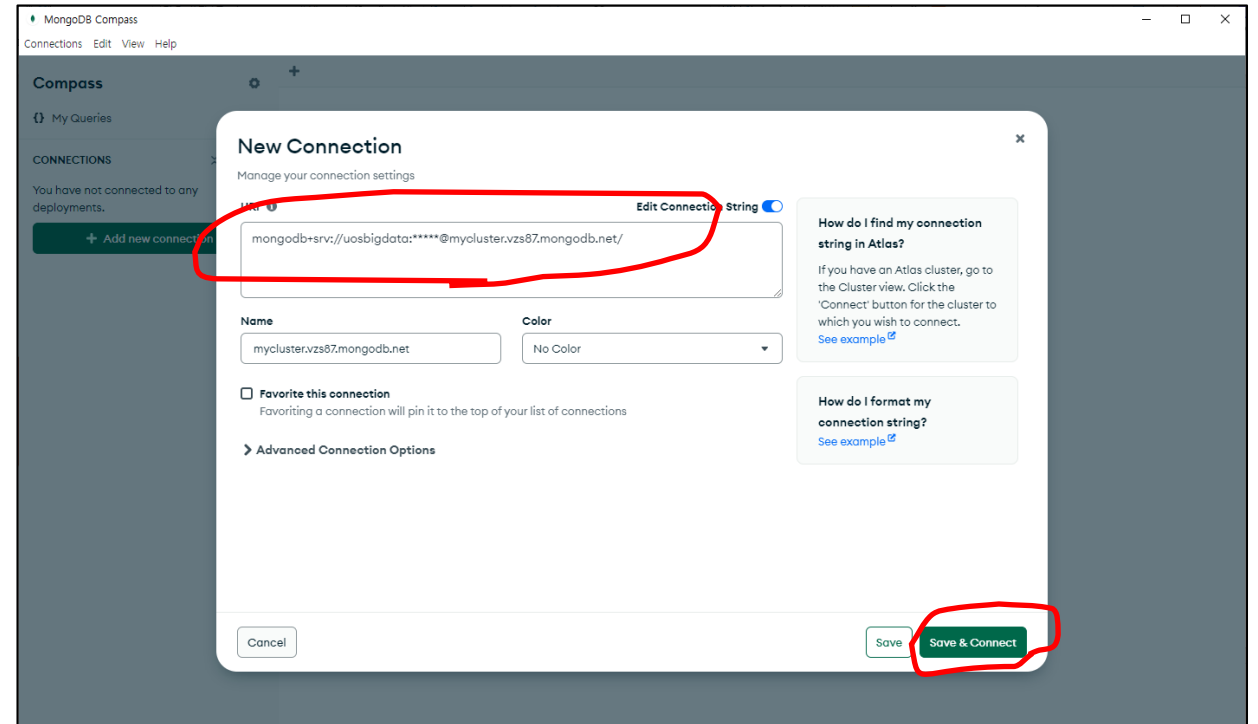 MongoDB Compass
Connections Edit View Help
Compass
{} My Queries
CONNECTIONS
You have not connected to any
deployments.
+ Add new connection
New Connection
Manage your connection settings
Edit Connection String
mongodb+srv://uosbigdata:*****@mycluster.vzs87.mongodb.net/
Name
Color
mycluster.vzs87.mongodb.net
No Color
Favorite this connection
Favoriting a connection will pin it to the top of your list of connections
Advanced Connection Options
How do I find my connection
string in Atlas?
If you have an Atlas cluster, go to
the Cluster view. Click the
'Connect' button for the cluster to
which you wish to connect.
See example
How do I format my
connection string?
See example
Cancel
Save
Save & Connect